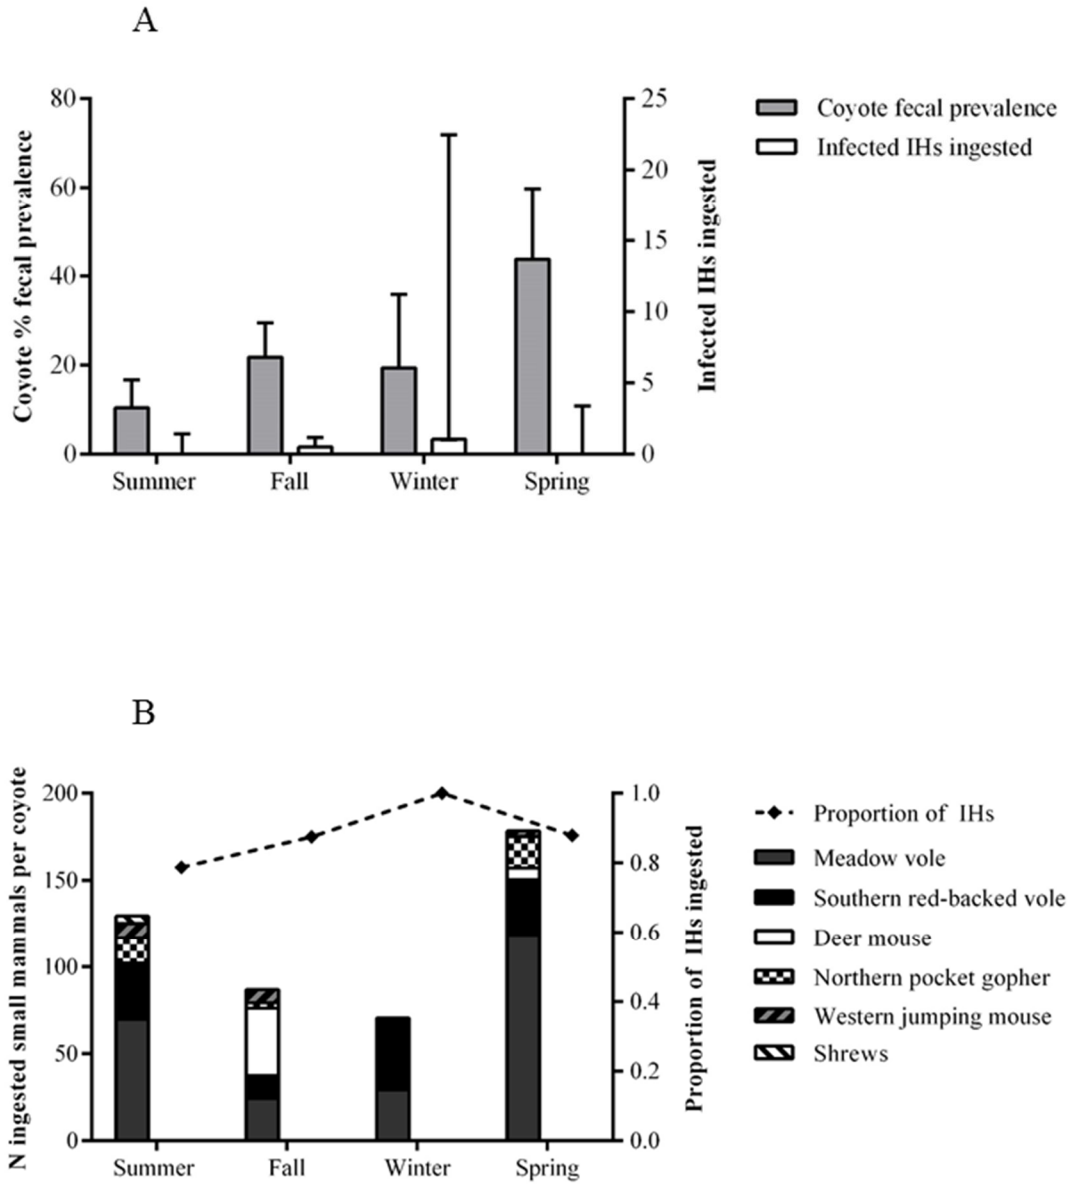 A
Coyote % fecal prevalence
80
60
40
20
0
Summer
Fall
Winter
Spring
25
20
15
10
5
0
Infected IHs ingested
Coyote fecal prevalence
Infected IHs ingested
B
N ingested small mammals per coyote
200
150
100
50
0
Summer
Fall
Winter
Spring
1.0
0.8
0.6
0.4
0.2
0.0
Proportion of IHs ingested
Proportion of IHs
Meadow vole
Southern red-backed vole
Deer mouse
Northern pocket gopher
Western jumping mouse
Shrews